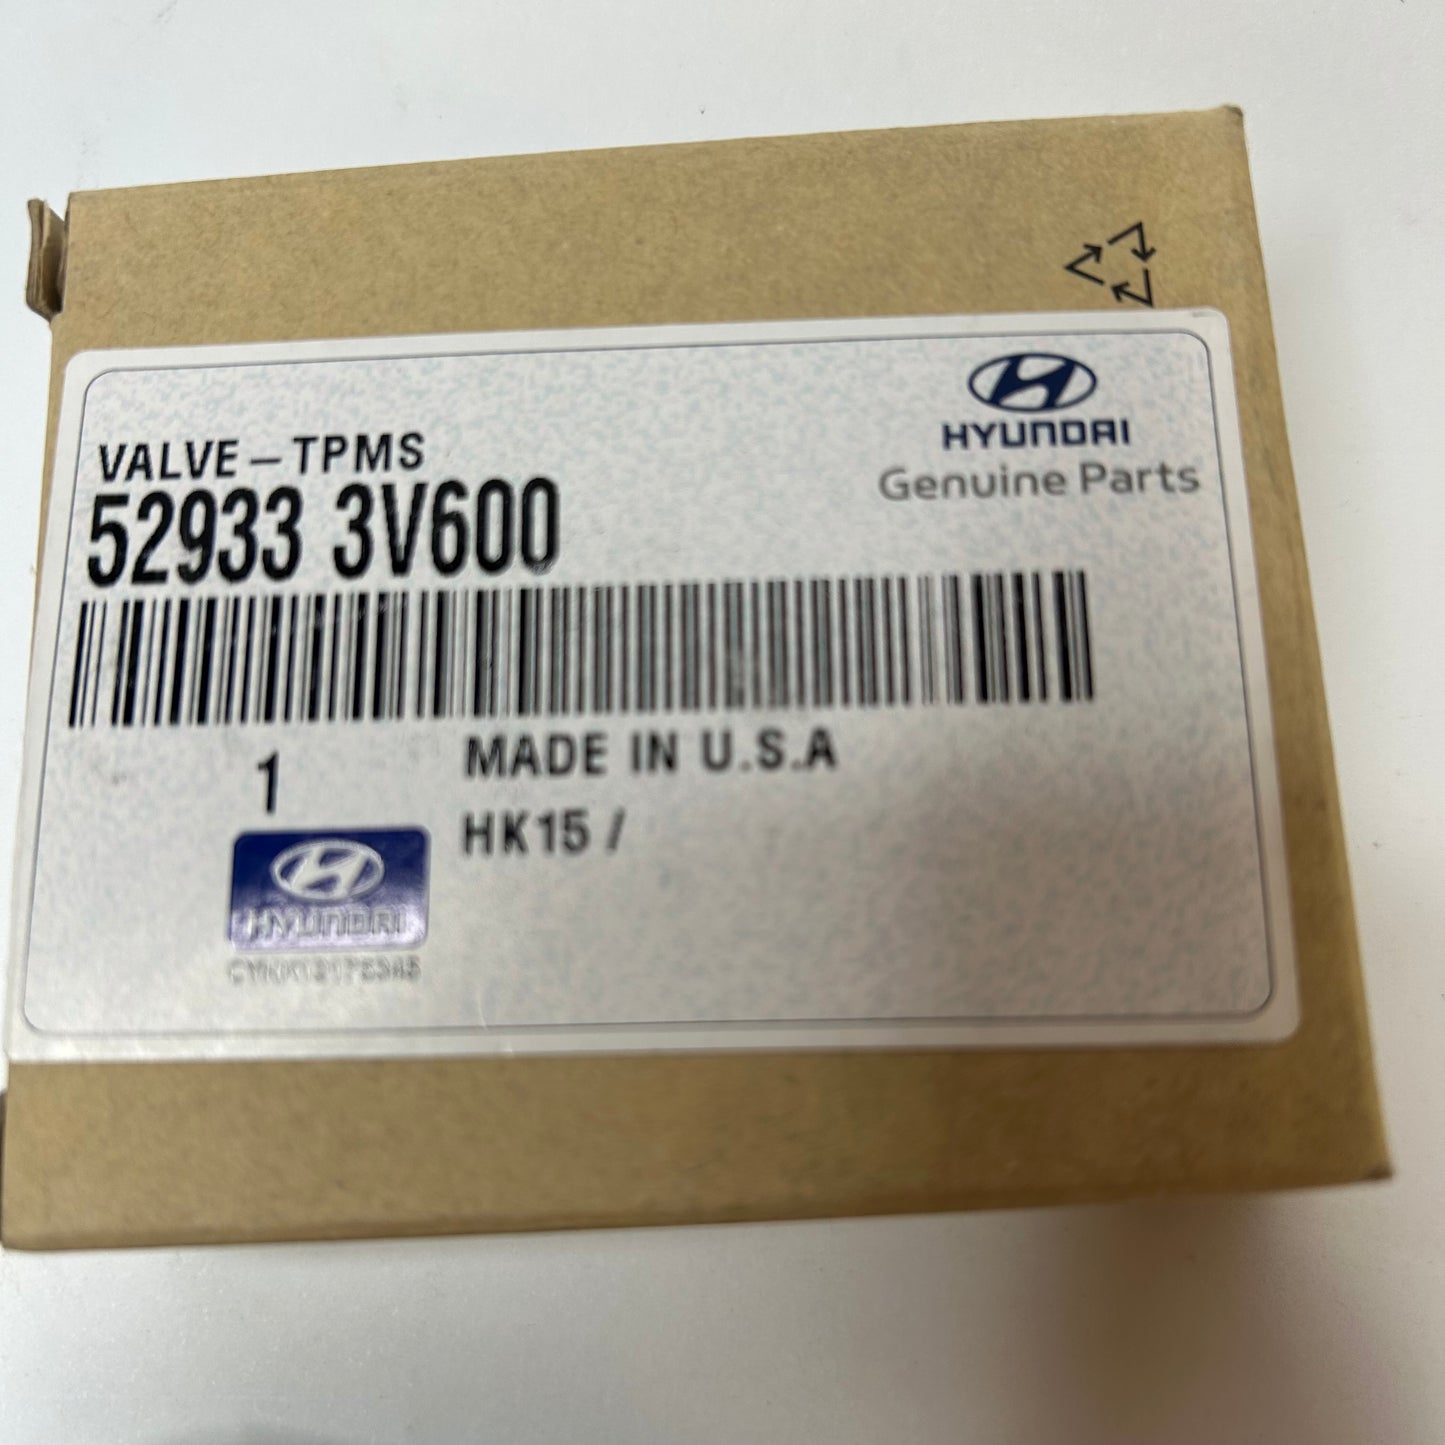 HYUNDAI
Genuine Parts
VALVE-TPMS
52933 3V600
1
MADE IN U.S.A
HK15 /
HYUNDAI